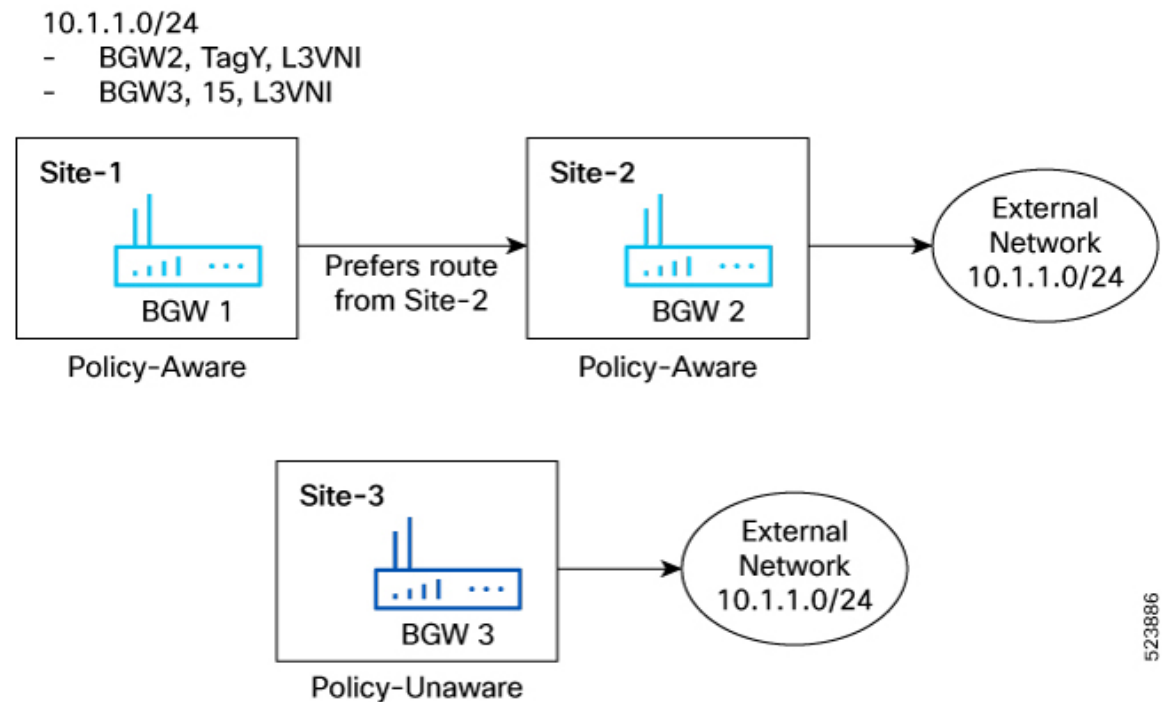 10.1.1.0/24
- BGW2, TagY, L3VNI
- BGW3, 15, L3VNI
Site-1
BGW 1
Policy-Aware
Prefers route
from Site-2
Site-2
BGW 2
Policy-Aware
External
Network
10.1.1.0/24
Site-3
BGW 3
Policy-Unaware
External
Network
10.1.1.0/24
523886